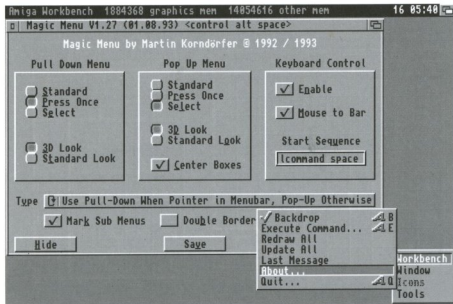 Amiga Workbench 1884368 graphics mem 14054616 other mem 16 05:40
Magic Menu V1.27 (01.08.93) <control alt space>
Magic Menu by Martin Korndörfer © 1992 / 1993
Pull Down Menu
Standard
Press Once
Select
3D Look
Standard Look
Pop Up Menu
Standard
Press Once
Select
3D Look
Standard Look
Center Boxes
Keyboard Control
Enable
Mouse to Bar
Start Sequence
lcommand space
Type Use Pull-Down When Pointer in Menubar, Pop-Up Otherwise
Mark Sub Menus Double Border
Hide Save
Backdrop B
Execute Command... E
Redraw All
Update All
Last Message
About...
Quit... Q
Workbench
Window
Icons
Tools